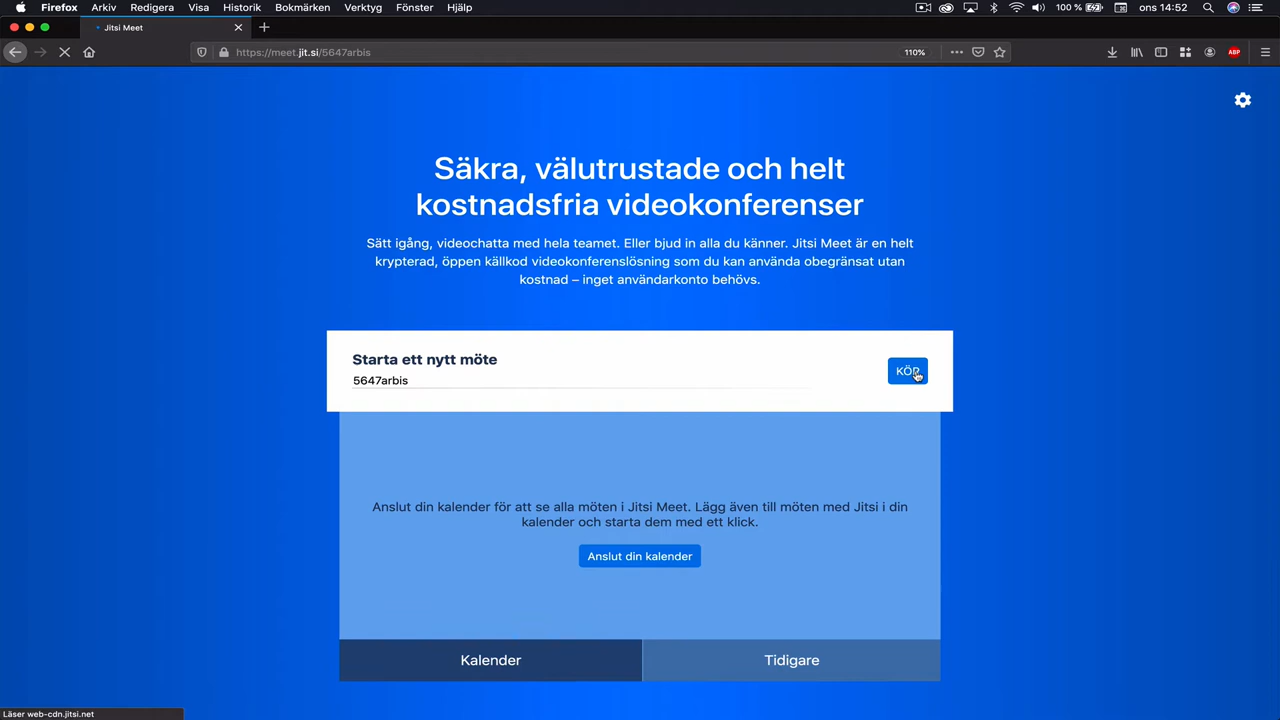 Firefox Arkiv Redigera Visa Historik Bokmärken Verktyg Fönster Hjälp 100 % ons 14:52
Jitsi Meet
https://meet.jit.si/5647arbis 110% ABP
Säkra, välutrustade och helt
kostnadsfria videokonferenser
Sätt igång, videochatta med hela teamet. Eller bjud in alla du känner. Jitsi Meet är en helt
krypterad, öppen källkod videokonferenslösning som du kan använda obegränsat utan
kostnad – inget användarkonto behövs.
Starta ett nytt möte
5647arbis
KÖR
Anslut din kalender för att se alla möten i Jitsi Meet. Lägg även till möten med Jitsi i din
kalender och starta dem med ett klick.
Anslut din kalender
Kalender Tidigare
Läser web-cdn.jitsi.net